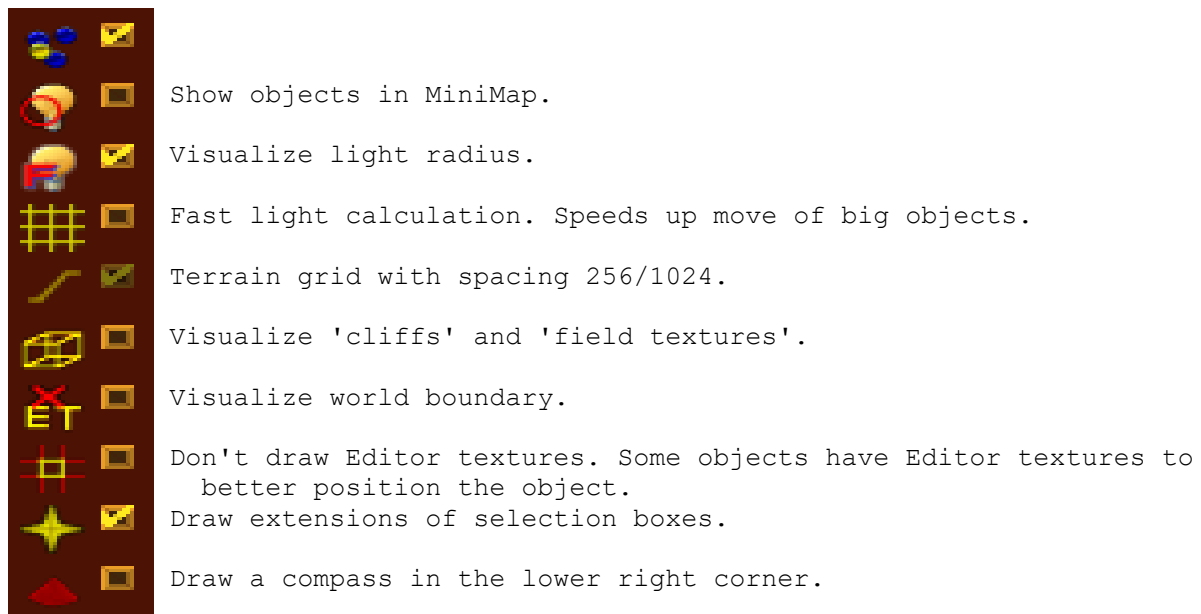 Show objects in MiniMap.
Visualize light radius.
F
Fast light calculation. Speeds up move of big objects.
Terrain grid with spacing 256/1024.
Visualize 'cliffs' and 'field textures'.
Visualize world boundary.
ET
Don't draw Editor textures. Some objects have Editor textures to
better position the object.
Draw extensions of selection boxes.
Draw a compass in the lower right corner.